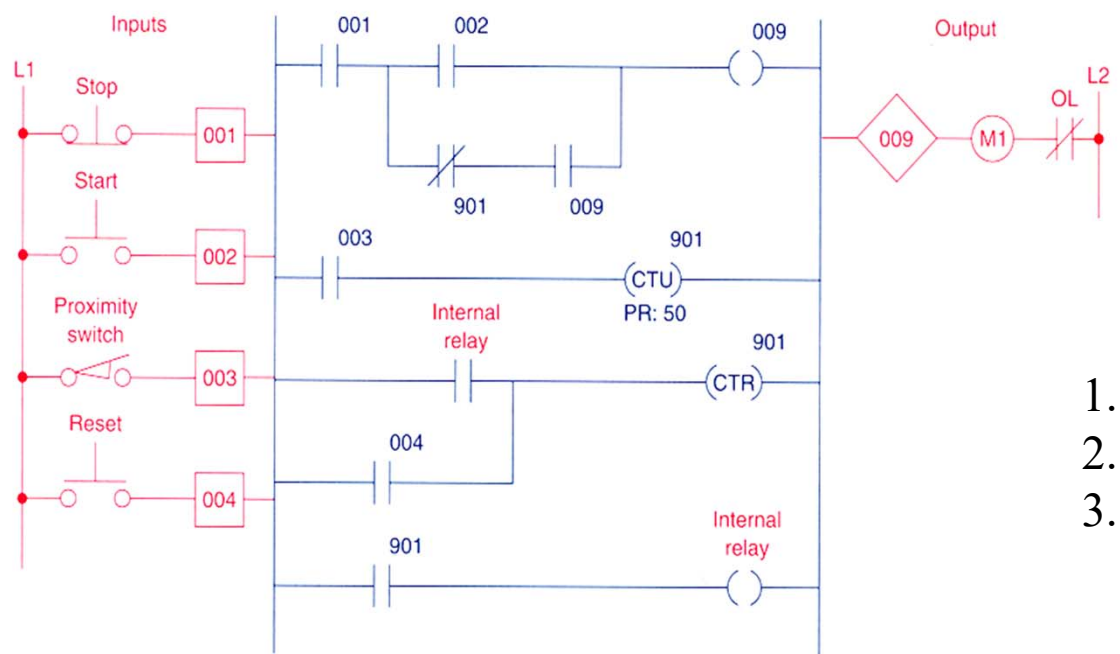 Inputs
L1
Stop
001
Start
002
Proximity
switch
003
Reset
004
001
002
009
901
009
003
901
CTU
PR: 50
Internal
relay
901
CTR
004
901
Internal
relay
Output
L2
OL
009
M1
1.
2.
3.